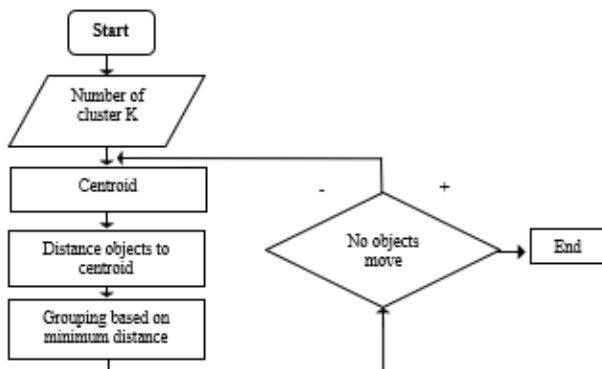 Start
Number of
cluster K
Centroid
Distance objects to
centroid
Grouping based on
minimum distance
-
+
No objects
move
End